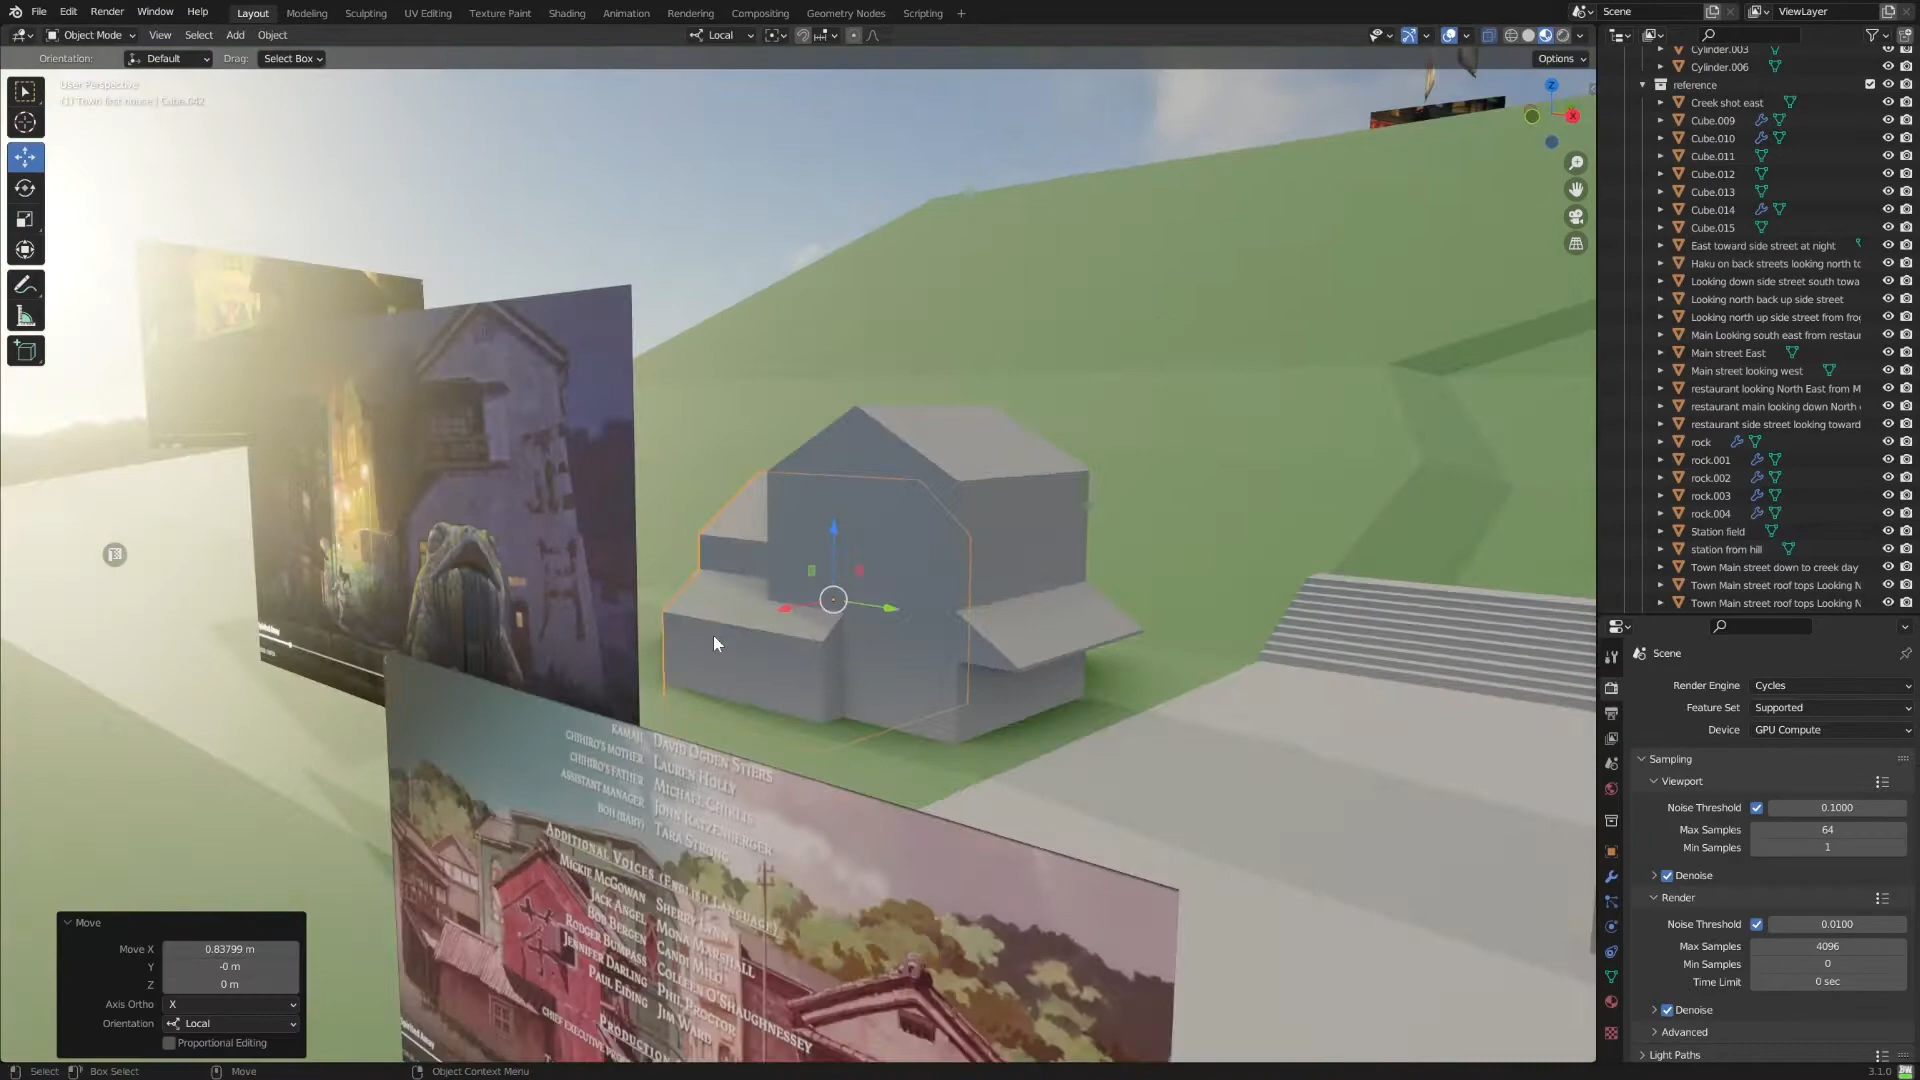 File Edit Render Window Help
Layout Modeling Sculpting UV Editing Texture Paint Shading Animation Rendering Compositing Geometry Nodes Scripting +
Scene
ViewLayer
Object Mode View Select Add Object
Local
Orientation: Default Drag: Select Box
Options
User Perspective
(1) Town first house | Cube.042
Z
X
Cylinder.003
Cylinder.006
reference
Creek shot east
Cube.009
Cube.010
Cube.011
Cube.012
Cube.013
Cube.014
Cube.015
East toward side street at night
Haku on back streets looking north to
Looking down side street south towa
Looking north back up side street
Looking north up side street from fro
Main Looking south east from restaur
Main street East
Main street looking west
restaurant looking North East from M
restaurant main looking down North
restaurant side street looking toward
rock
rock.001
rock.002
rock.003
rock.004
Station field
station from hill
Town Main street down to creek day
Town Main street roof tops Looking N
Town Main street roof tops Looking N
Scene
Render Engine Cycles
Feature Set Supported
Device GPU Compute
Sampling
Viewport
Noise Threshold 0.1000
Max Samples 64
Min Samples 1
Denoise
Render
Noise Threshold 0.0100
Max Samples 4096
Min Samples 0
Time Limit 0 sec
Denoise
Advanced
Light Paths
KAMAJI DAVID OGDEN STIERS
CHIHIRO'S MOTHER LAUREN HOLLY
CHIHIRO'S FATHER MICHAEL CHIKLIS
ASSISTANT MANAGER JOHN RATZENBERGER
BOH (BABY) TARA STRONG
ADDITIONAL VOICES (ENGLISH LANGUAGE)
MICKIE MCGOWAN SHERRY LYNN
JACK ANGEL MONA MARSHALL
BOB BERGEN CANDI MILO
RODGER BUMPASS COLLEEN O'SHAUGHNESSEY
JENNIFER DARLING PHIL PROCTOR
PAUL EIDING JIM WARD
Move
Move X 0.83799 m
Y -0 m
Z 0 m
Axis Ortho X
Orientation Local
Proportional Editing
Select Box Select Move Object Context Menu
3.1.0